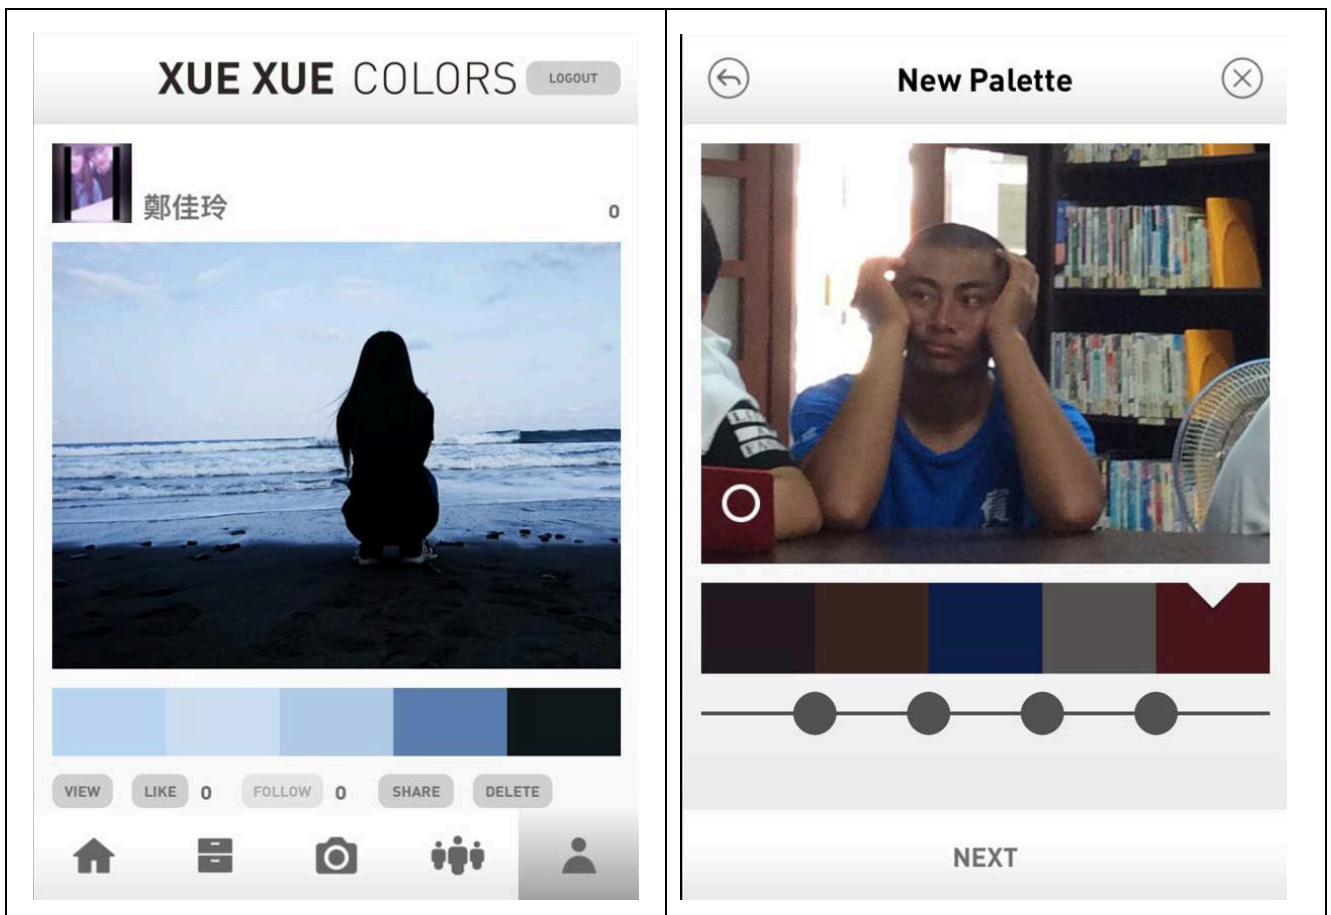 XUE XUE COLORS
LOGOUT
鄭佳玲
0
VIEW
LIKE
0
FOLLOW
0
SHARE
DELETE
New Palette
NEXT